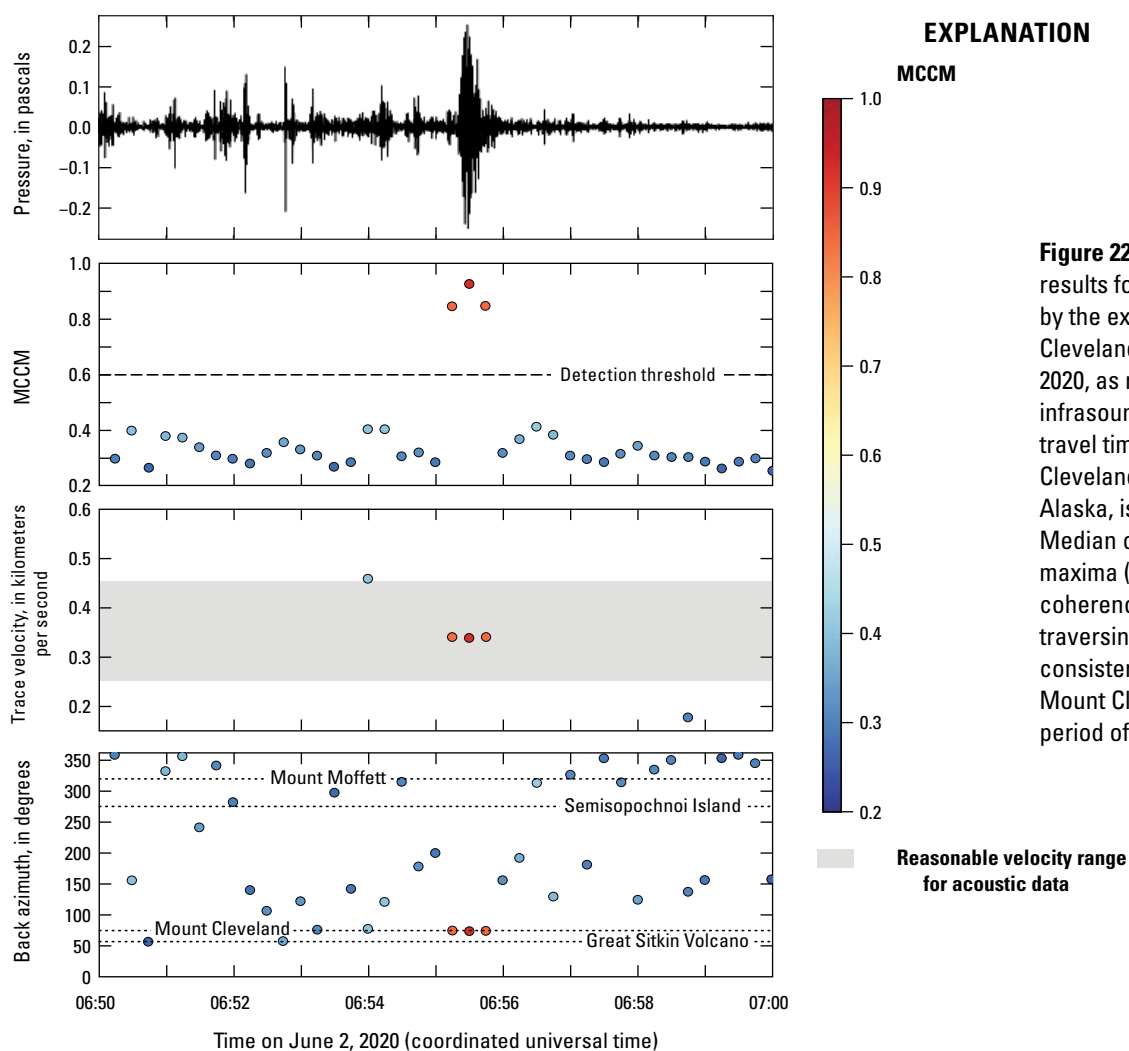 Pressure, in pascals
0.2
0.1
0.0
−0.1
−0.2
MCCM
1.0
0.8
0.6
0.4
0.2
Detection threshold
Trace velocity, in kilometers
per second
0.6
0.5
0.4
0.3
0.2
Back azimuth, in degrees
350
300
250
200
150
100
50
0
Mount Moffett
Semisopochnoi Island
Mount Cleveland
Great Sitkin Volcano
06:50
06:52
06:54
06:56
06:58
07:00
Time on June 2, 2020 (coordinated universal time)
EXPLANATION
MCCM
1.0
0.9
0.8
0.7
0.6
0.5
0.4
0.3
0.2
Reasonable velocity range
for acoustic data
Figure 22
results fo
by the ex
Cleveland
2020, as r
infrasour
travel tim
Cleveland
Alaska, is
Median c
maxima (
coherenc
traversin
consister
Mount Cl
period of